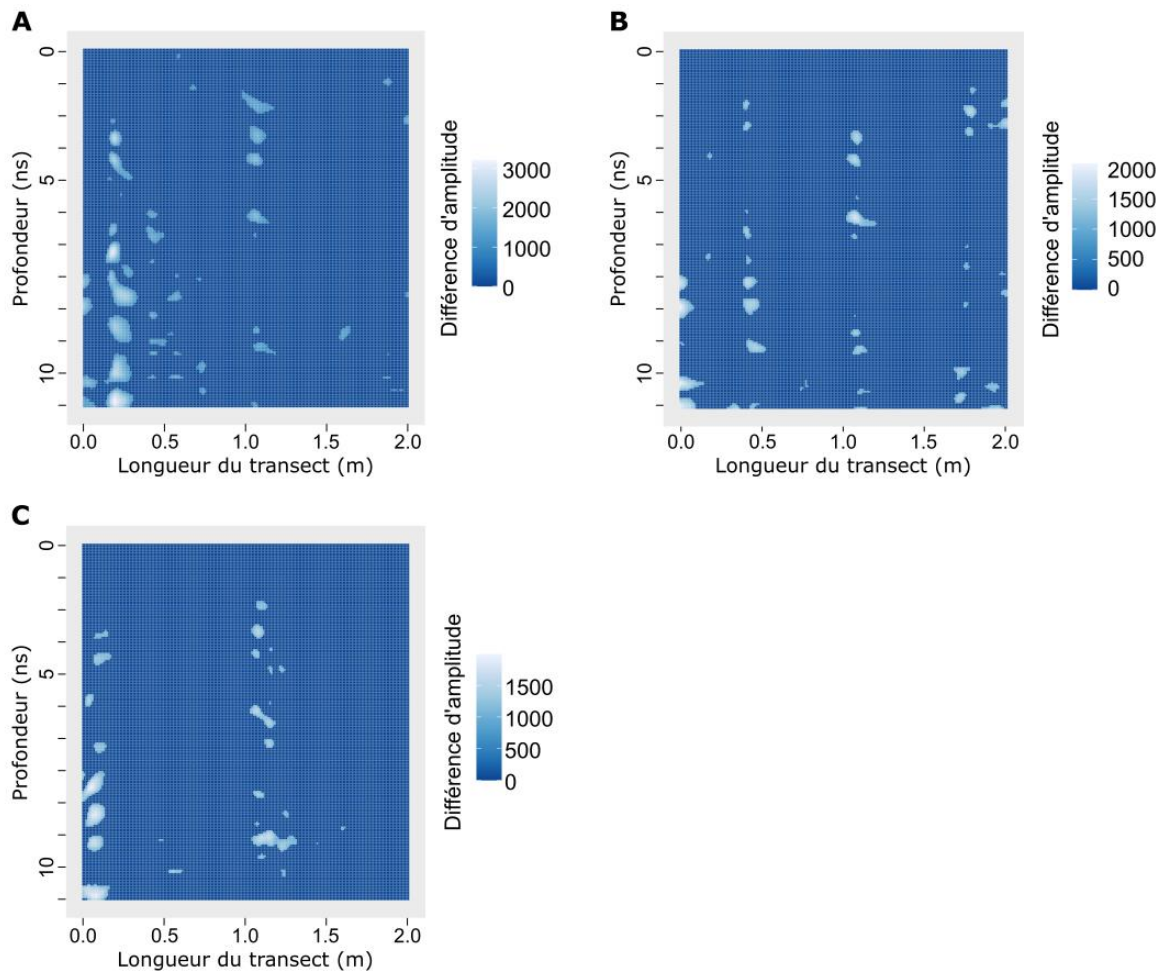 A
0
5
10
Profondeur (ns)
0.0 0.5 1.0 1.5 2.0
Longueur du transect (m)
Différence d'amplitude
3000
2000
1000
0
B
0
5
10
Profondeur (ns)
0.0 0.5 1.0 1.5 2.0
Longueur du transect (m)
Différence d'amplitude
2000
1500
1000
500
0
C
0
5
10
Profondeur (ns)
0.0 0.5 1.0 1.5 2.0
Longueur du transect (m)
Différence d'amplitude
1500
1000
500
0